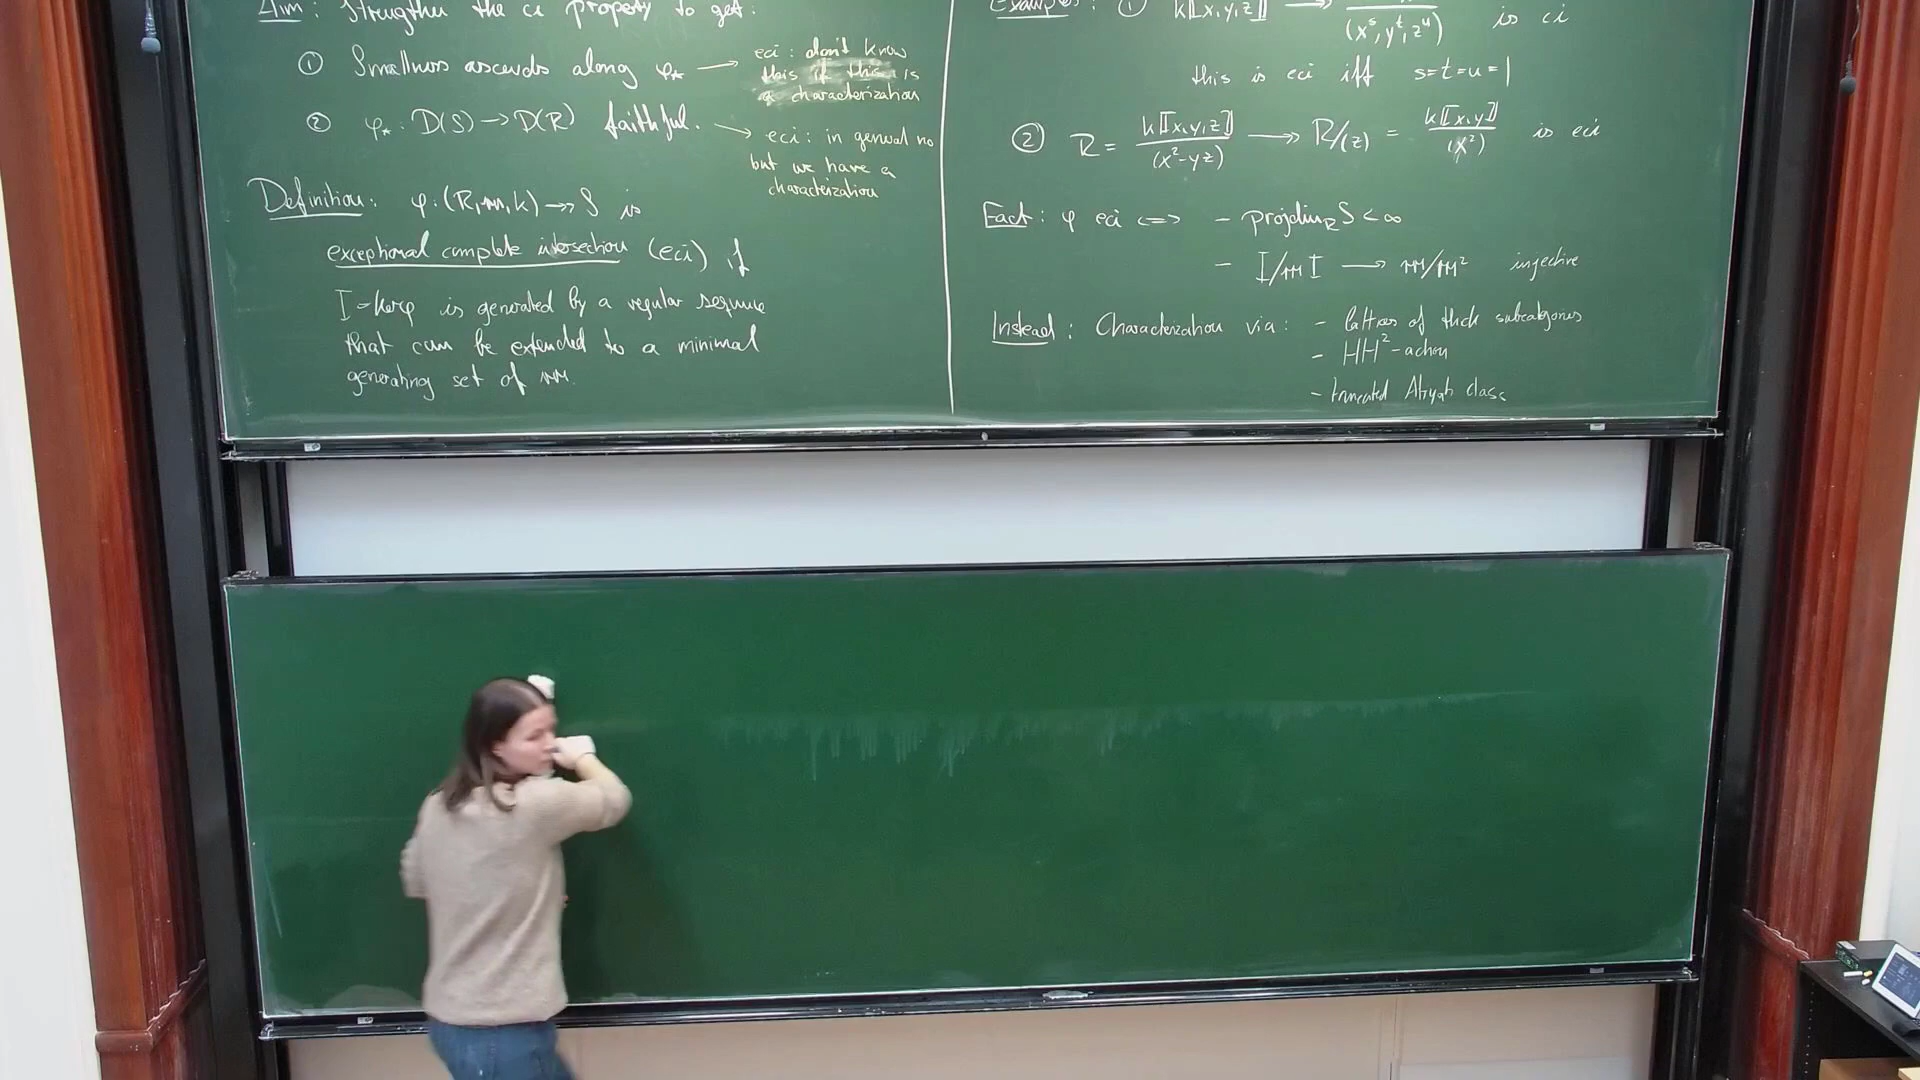 Aim: Strengthen the ci property to get:
① Smallness ascends along φ⁎ ⟶ eci: don't know
this if this is
a characterization
② φ⁎: D(S) → D(R) faithful. ⟶ eci: in general no
but we have a
characterization
Definition: φ: (R, m, k) ↠ S is
exceptional complete intersection (eci) if
I = ker φ is generated by a regular sequence
that can be extended to a minimal
generating set of m.
Examples: ① k⟦x,y,z⟧ ⟶ / (x^s, y^t, z^u) is ci
this is eci iff s=t=u=1
② R = k⟦x,y,z⟧ / (x²-yz) ⟶ R/(z) = k⟦x,y⟧ / (x²) is eci
Fact: φ eci ⟺ - projdim_R S < ∞
- I/mI ⟶ m/m² injective
Instead: Characterization via: - lattices of thick subcategories
- HH²-action
- truncated Atiyah class